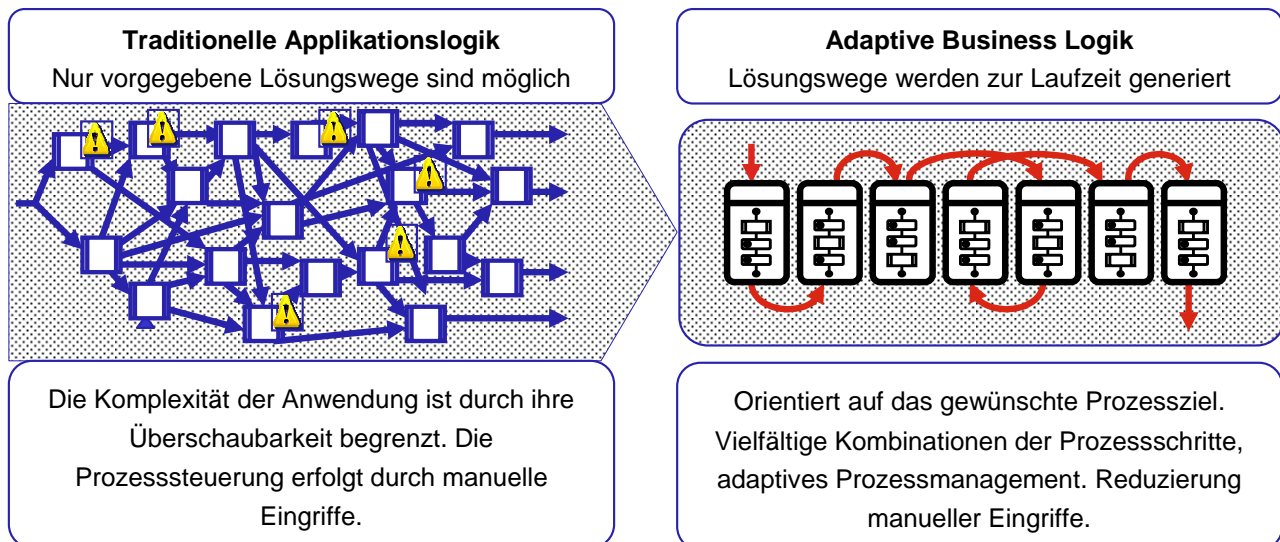 Traditionelle Applikationslogik
Nur vorgegebene Lösungswege sind möglich
Die Komplexität der Anwendung ist durch ihre
Überschaubarkeit begrenzt. Die
Prozesssteuerung erfolgt durch manuelle
Eingriffe.
Adaptive Business Logik
Lösungswege werden zur Laufzeit generiert
Orientiert auf das gewünschte Prozessziel.
Vielfältige Kombinationen der Prozessschritte,
adaptives Prozessmanagement. Reduzierung
manueller Eingriffe.